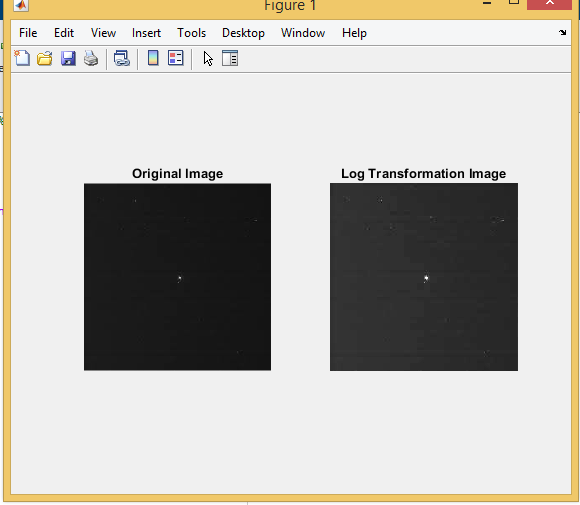 Figure 1
File Edit View Insert Tools Desktop Window Help
Original Image Log Transformation Image